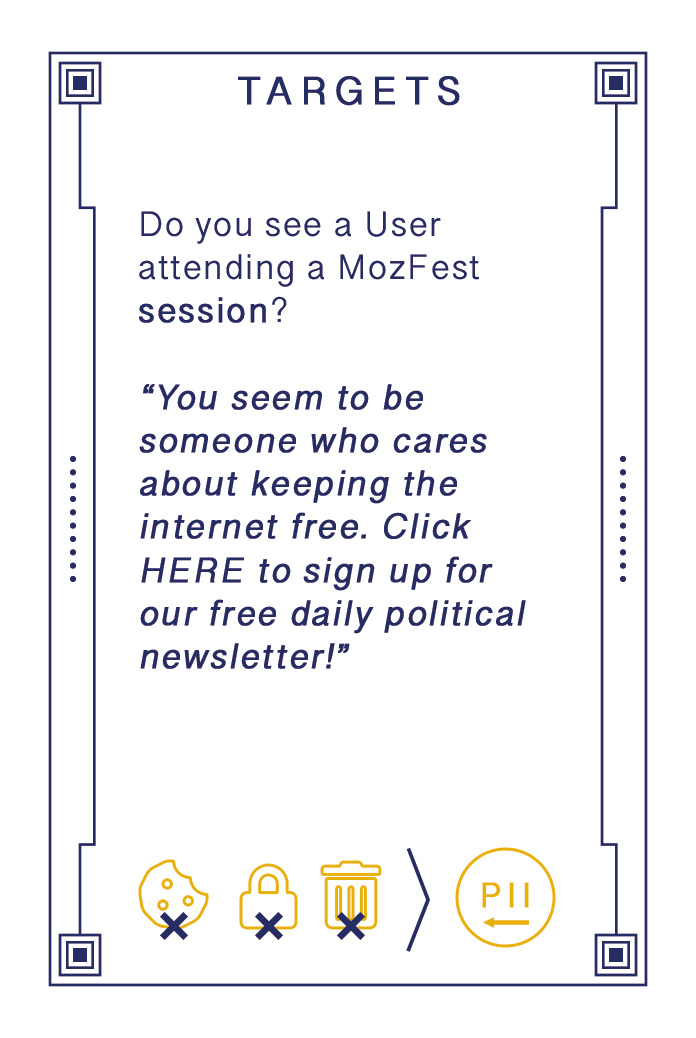 TARGETS
Do you see a User
attending a MozFest
session?
“You seem to be
someone who cares
about keeping the
internet free. Click
HERE to sign up for
our free daily political
newsletter!”
PII